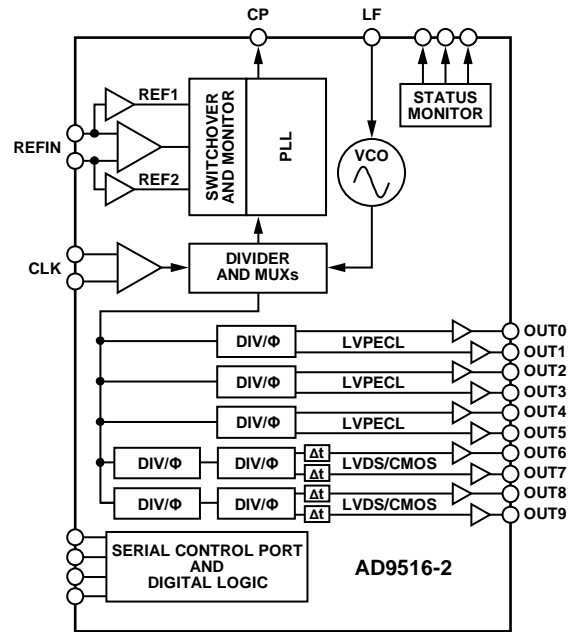 CP
LF
REF1
REFIN
REF2
SWITCHOVER
AND MONITOR
PLL
VCO
STATUS
MONITOR
CLK
DIVIDER
AND MUXs
DIV/Φ
LVPECL
OUT0
OUT1
DIV/Φ
LVPECL
OUT2
OUT3
DIV/Φ
LVPECL
OUT4
OUT5
DIV/Φ
DIV/Φ
Δt
Δt
LVDS/CMOS
OUT6
OUT7
DIV/Φ
DIV/Φ
Δt
Δt
LVDS/CMOS
OUT8
OUT9
SERIAL CONTROL PORT
AND
DIGITAL LOGIC
AD9516-2